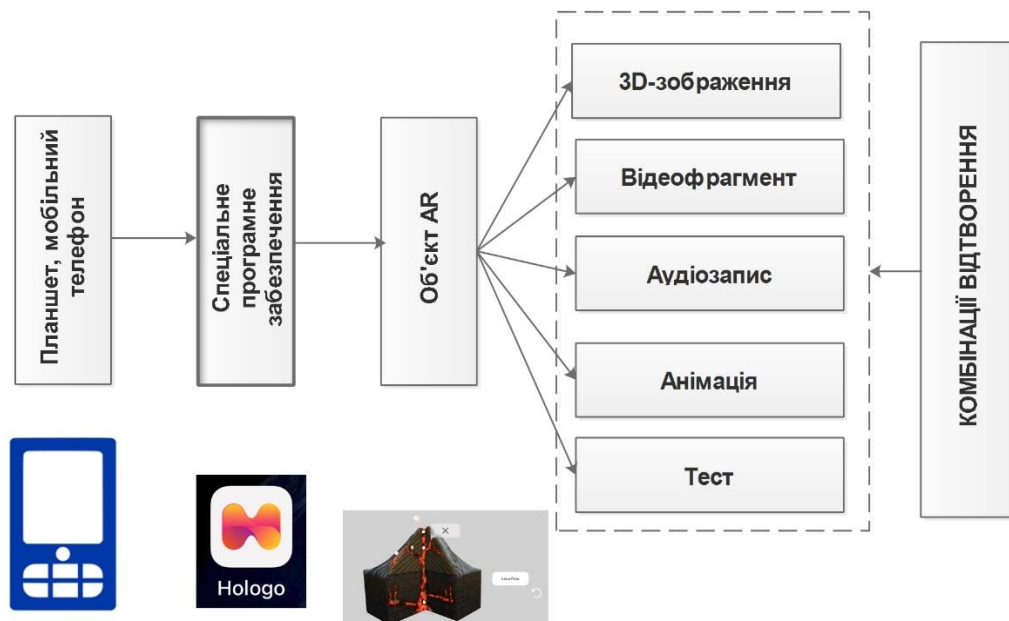 Планшет, мобільний
телефон
Спеціальне
програмне
забезпечення
Об'єкт AR
3D-зображення
Відеофрагмент
Аудіозапис
Анімація
Тест
КОМБІНАЦІЇ ВІДТВОРЕННЯ
Hologo